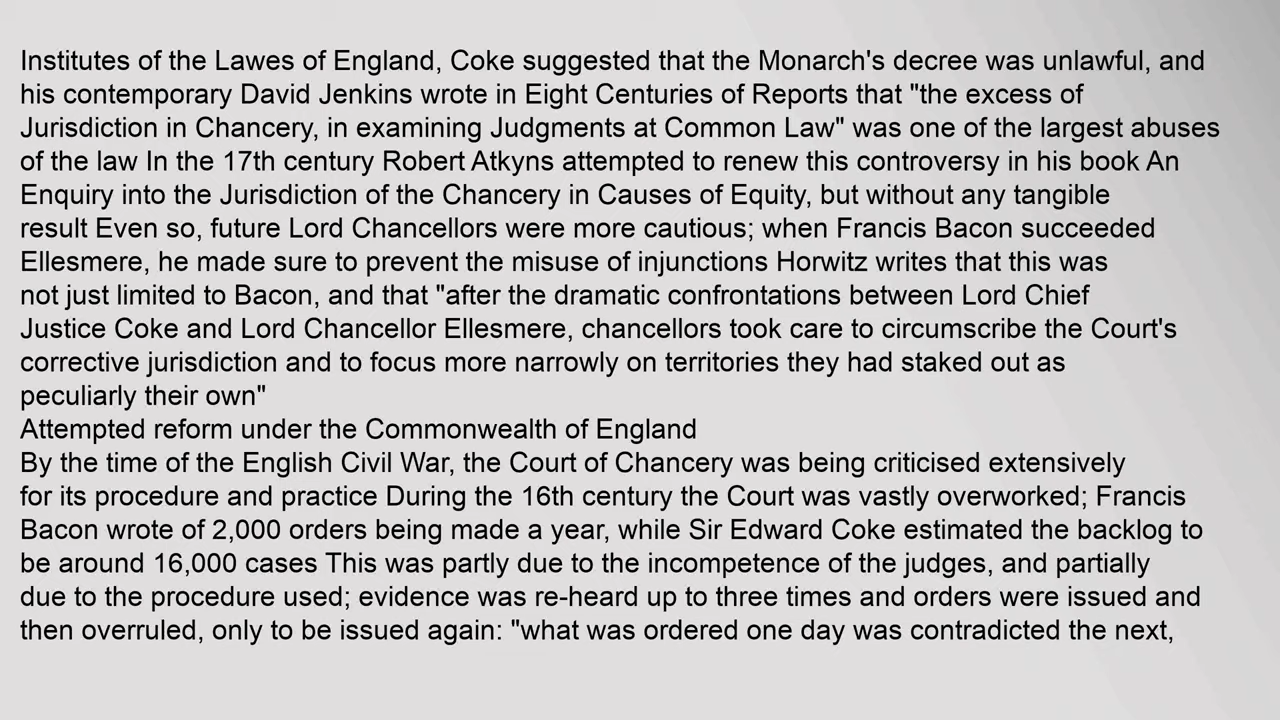 Institutes of the Lawes of England, Coke suggested that the Monarch's decree was unlawful, and
his contemporary David Jenkins wrote in Eight Centuries of Reports that "the excess of
Jurisdiction in Chancery, in examining Judgments at Common Law" was one of the largest abuses
of the law In the 17th century Robert Atkyns attempted to renew this controversy in his book An
Enquiry into the Jurisdiction of the Chancery in Causes of Equity, but without any tangible
result Even so, future Lord Chancellors were more cautious; when Francis Bacon succeeded
Ellesmere, he made sure to prevent the misuse of injunctions Horwitz writes that this was
not just limited to Bacon, and that "after the dramatic confrontations between Lord Chief
Justice Coke and Lord Chancellor Ellesmere, chancellors took care to circumscribe the Court's
corrective jurisdiction and to focus more narrowly on territories they had staked out as
peculiarly their own"
Attempted reform under the Commonwealth of England
By the time of the English Civil War, the Court of Chancery was being criticised extensively
for its procedure and practice During the 16th century the Court was vastly overworked; Francis
Bacon wrote of 2,000 orders being made a year, while Sir Edward Coke estimated the backlog to
be around 16,000 cases This was partly due to the incompetence of the judges, and partially
due to the procedure used; evidence was re-heard up to three times and orders were issued and
then overruled, only to be issued again: "what was ordered one day was contradicted the next,